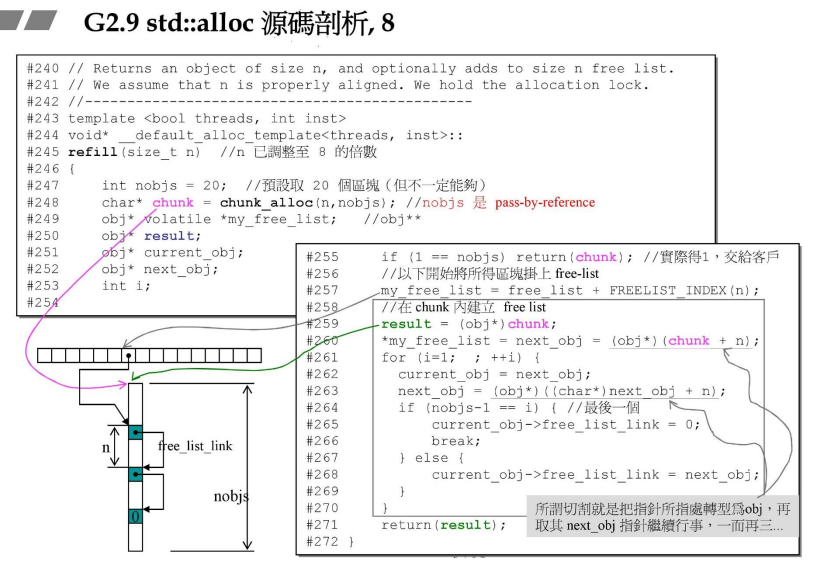 G2.9 std::alloc 源碼剖析, 8
#240 // Returns an object of size n, and optionally adds to size n free list.
#241 // We assume that n is properly aligned. We hold the allocation lock.
#242 //----------------------------------------------
#243 template <bool threads, int inst>
#244 void* __default_alloc_template<threads, inst>::
#245 refill(size_t n)  //n 已調整至 8 的倍數
#246 {
#247     int nobjs = 20;  //預設取 20 個區塊(但不一定能夠)
#248     char* chunk = chunk_alloc(n,nobjs); //nobjs 是 pass-by-reference
#249     obj* volatile *my_free_list;   //obj**
#250     obj* result;
#251     obj* current_obj;
#252     obj* next_obj;
#253     int i;
#254
#255     if (1 == nobjs) return(chunk); //實際得1,交給客戶
#256     //以下開始將所得區塊掛上 free-list
#257     my_free_list = free_list + FREELIST_INDEX(n);
#258     //在 chunk 內建立 free list
#259     result = (obj*)chunk;
#260     *my_free_list = next_obj = (obj*)(chunk + n);
#261     for (i=1;  ; ++i) {
#262       current_obj = next_obj;
#263       next_obj = (obj*)((char*)next_obj + n);
#264       if (nobjs-1 == i) { //最後一個
#265           current_obj->free_list_link = 0;
#266           break;
#267       } else {
#268           current_obj->free_list_link = next_obj;
#269       }
#270     }
#271     return(result);
#272 }
所謂切割就是把指針所指處轉型爲obj,再
取其 next_obj 指針繼續行事,一而再三...
n
free_list_link
nobjs
0